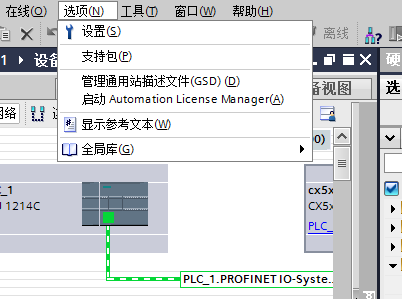 在线(O) 选项(N) 工具(T) 窗口(W) 帮助(H)
设置(S)
离线
支持包(P)
设备
硬
管理通用站描述文件(GSD) (D)
备视图
选
启动 Automation License Manager(A)
网络
显示参考文本(W)
全局库(G)
_1
cx5x
J 1214C
CX5x
PLC_
PLC_1.PROFINET IO-Syste...